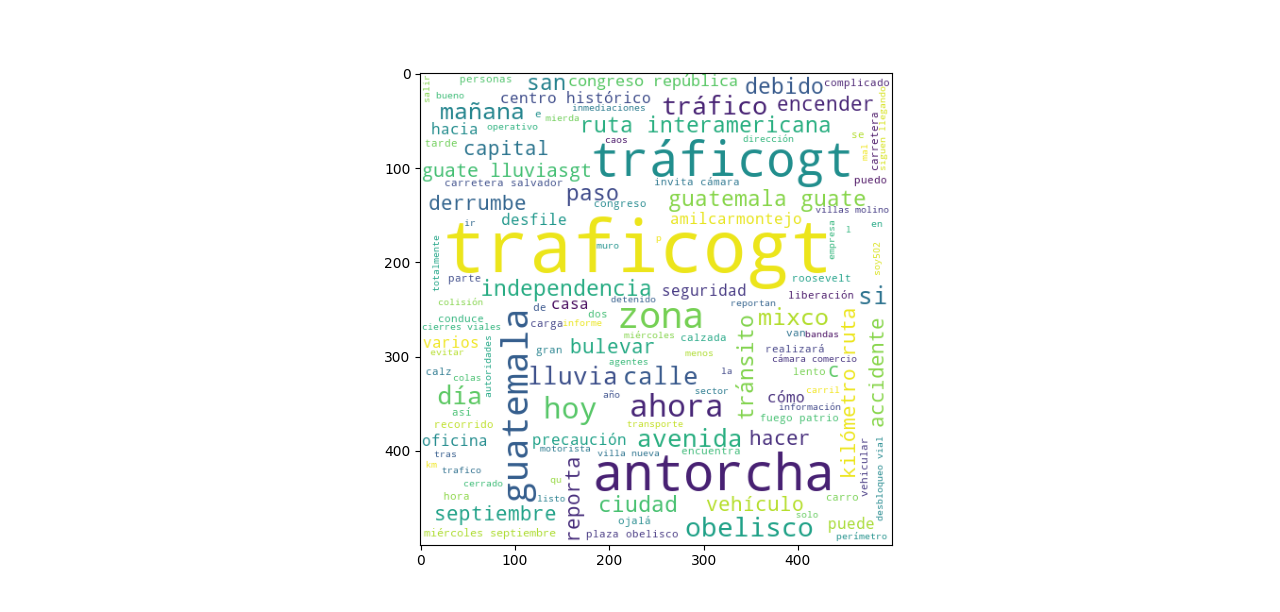 0
100
200
300
400
0
100
200
300
400
salir
personas
bueno
san
congreso república
debido
complicado
centro histórico
mañana
e
mierda
inmediaciones
tráfico
encender
siguen llegando
hacia
operativo
ruta interamericana
carretera
se
tarde
capital
caos
dirección
tráficogt
mal
guate lluviasgt
carretera salvador
invita cámara
puedo
paso
derrumbe
congreso
guatemala guate
villas molino
ir
desfile
amilcarmontejo
l
en
traficogt
muro
p
empresa
soy502
totalmente
parte
independencia
seguridad
roosevelt
liberación
si
colisión
de
casa
detenido
reportan
conduce
carga
informe
dos
zona
mixco
cierres viales
miércoles
calzada
van
bandas
varios
evitar
autoridades
guatemala
gran
bulevar
agentes
menos
tránsito
realizará
cámara comercio
kilómetro ruta
accidente
calz
colas
lluvia
calle
la
lento
c
día
año
sector
carril
cómo
así
hoy
ahora
información
recorrido
transporte
fuego patrio
oficina
precaución
avenida
hacer
tras
motorista
villa nueva
encuentra
km
trafico
antorcha
vehicular
desbloqueo vial
cerrado
qu
reporta
hora
listo
ciudad
vehículo
carro
septiembre
ojalá
solo
miércoles septiembre
plaza obelisco
obelisco
puede
perímetro